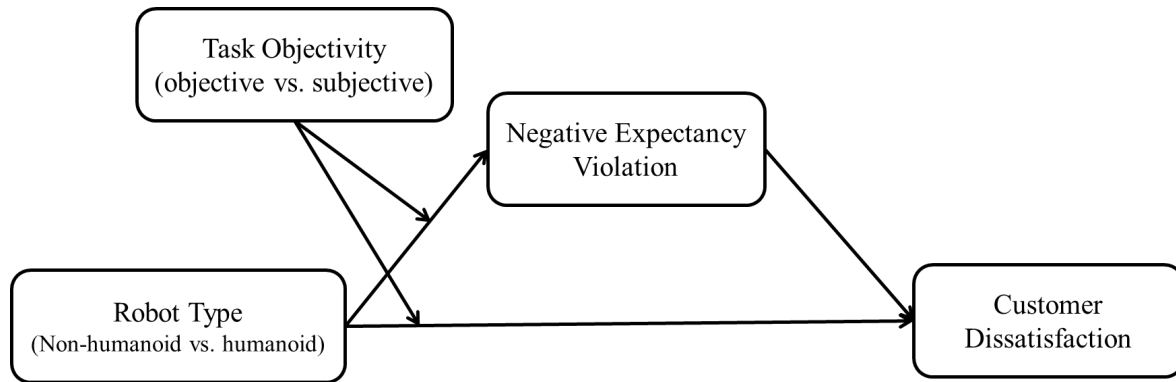 Task Objectivity
(objective vs. subjective)
Negative Expectancy
Violation
Robot Type
(Non-humanoid vs. humanoid)
Customer
Dissatisfaction